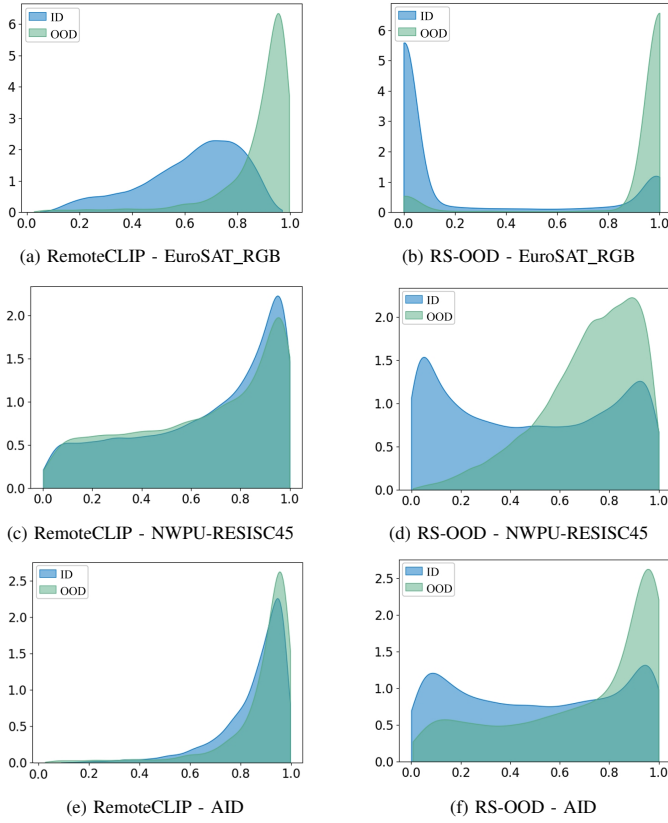 ID
OOD
6
5
4
3
2
1
0
0.0 0.2 0.4 0.6 0.8 1.0
(a) RemoteCLIP - EuroSAT_RGB
ID
OOD
6
5
4
3
2
1
0
0.0 0.2 0.4 0.6 0.8 1.0
(b) RS-OOD - EuroSAT_RGB
ID
OOD
2.0
1.5
1.0
0.5
0.0
0.0 0.2 0.4 0.6 0.8 1.0
(c) RemoteCLIP - NWPU-RESISC45
ID
OOD
2.0
1.5
1.0
0.5
0.0
0.0 0.2 0.4 0.6 0.8 1.0
(d) RS-OOD - NWPU-RESISC45
ID
OOD
2.5
2.0
1.5
1.0
0.5
0.0
0.0 0.2 0.4 0.6 0.8 1.0
(e) RemoteCLIP - AID
ID
OOD
2.5
2.0
1.5
1.0
0.5
0.0
0.0 0.2 0.4 0.6 0.8 1.0
(f) RS-OOD - AID